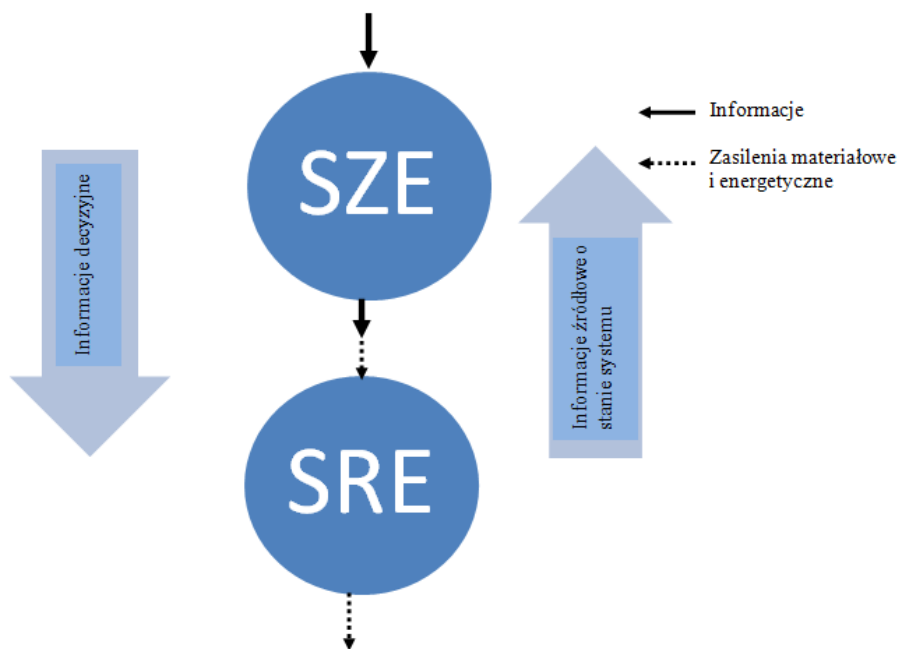 SZE
Informacje
Zasilenia materiałowe
i energetyczne
Informacje decyzyjne
Informacje źródłowe o
stanie systemu
SRE